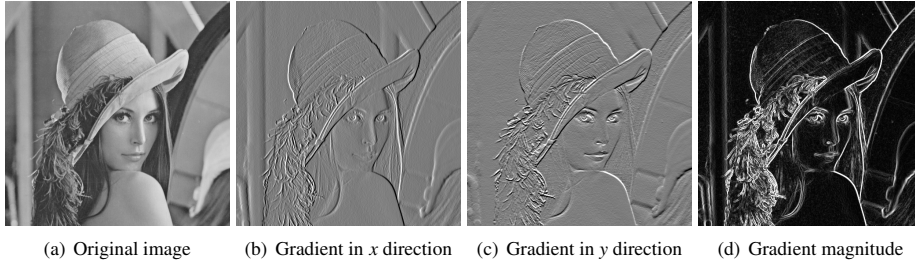 (a) Original image
(b) Gradient in x direction
(c) Gradient in y direction
(d) Gradient magnitude